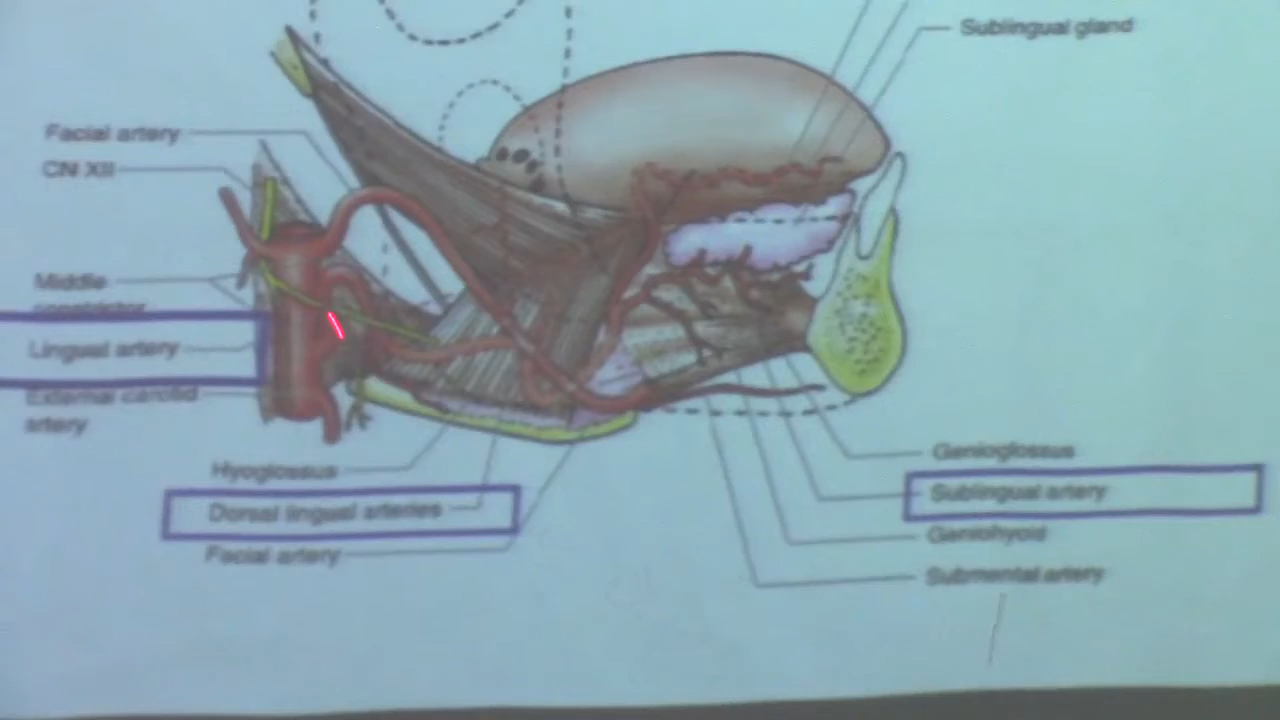 Sublingual gland
Facial artery
CN XII
Middle
constrictor
Lingual artery
External carotid
artery
Hyoglossus
Dorsal lingual arteries
Facial artery
Genioglossus
Sublingual artery
Geniohyoid
Submental artery